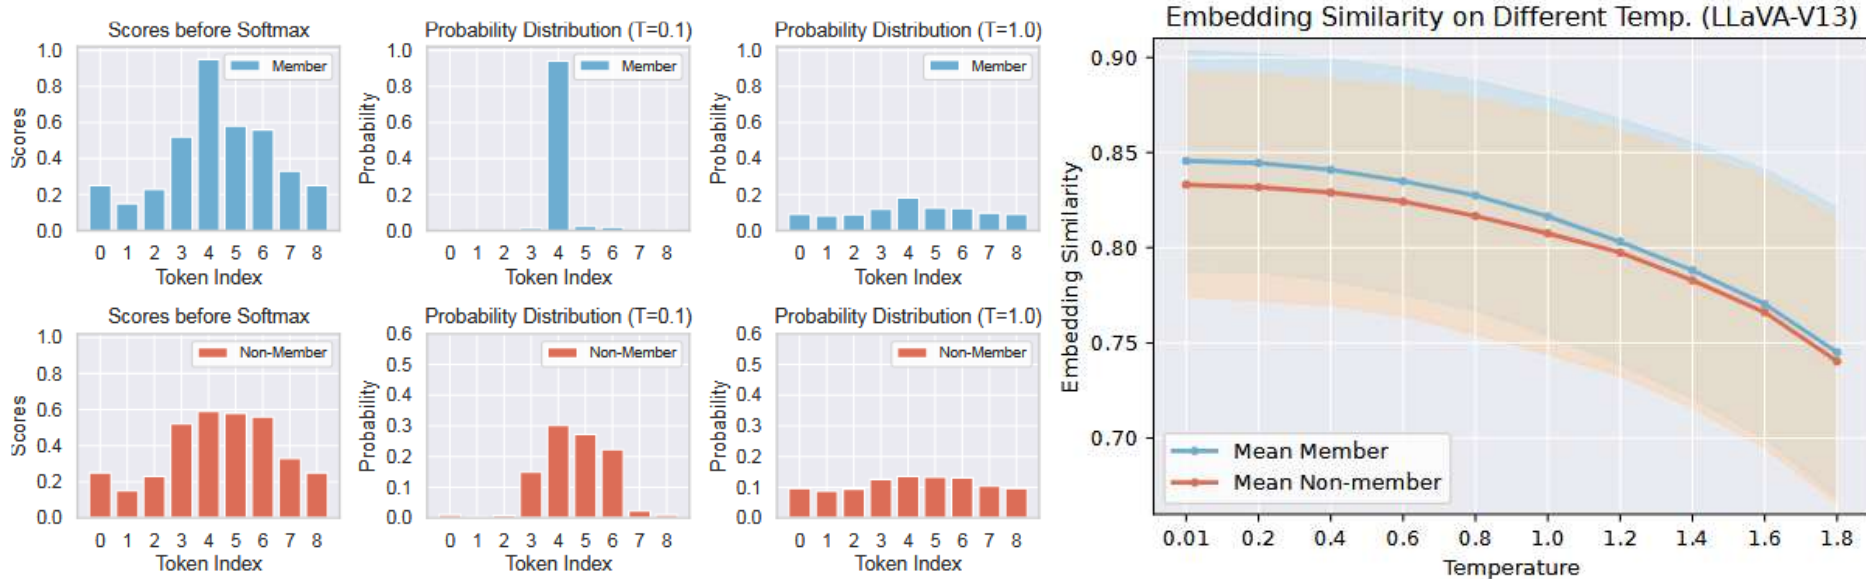 Scores before Softmax
Scores
1.0
0.8
0.6
0.4
0.2
0.0
Member
0 1 2 3 4 5 6 7 8
Token Index
Probability Distribution (T=0.1)
Probability
1.0
0.8
0.6
0.4
0.2
0.0
Member
0 1 2 3 4 5 6 7 8
Token Index
Probability Distribution (T=1.0)
Probability
1.0
0.8
0.6
0.4
0.2
0.0
Member
0 1 2 3 4 5 6 7 8
Token Index
Scores before Softmax
Scores
1.0
0.8
0.6
0.4
0.2
0.0
Non-Member
0 1 2 3 4 5 6 7 8
Token Index
Probability Distribution (T=0.1)
Probability
0.6
0.5
0.4
0.3
0.2
0.1
0.0
Non-Member
0 1 2 3 4 5 6 7 8
Token Index
Probability Distribution (T=1.0)
Probability
0.6
0.5
0.4
0.3
0.2
0.1
0.0
Non-Member
0 1 2 3 4 5 6 7 8
Token Index
Embedding Similarity on Different Temp. (LLaVA-V13)
Embedding Similarity
0.90
0.85
0.80
0.75
0.70
Mean Member
Mean Non-member
0.01 0.2 0.4 0.6 0.8 1.0 1.2 1.4 1.6 1.8
Temperature